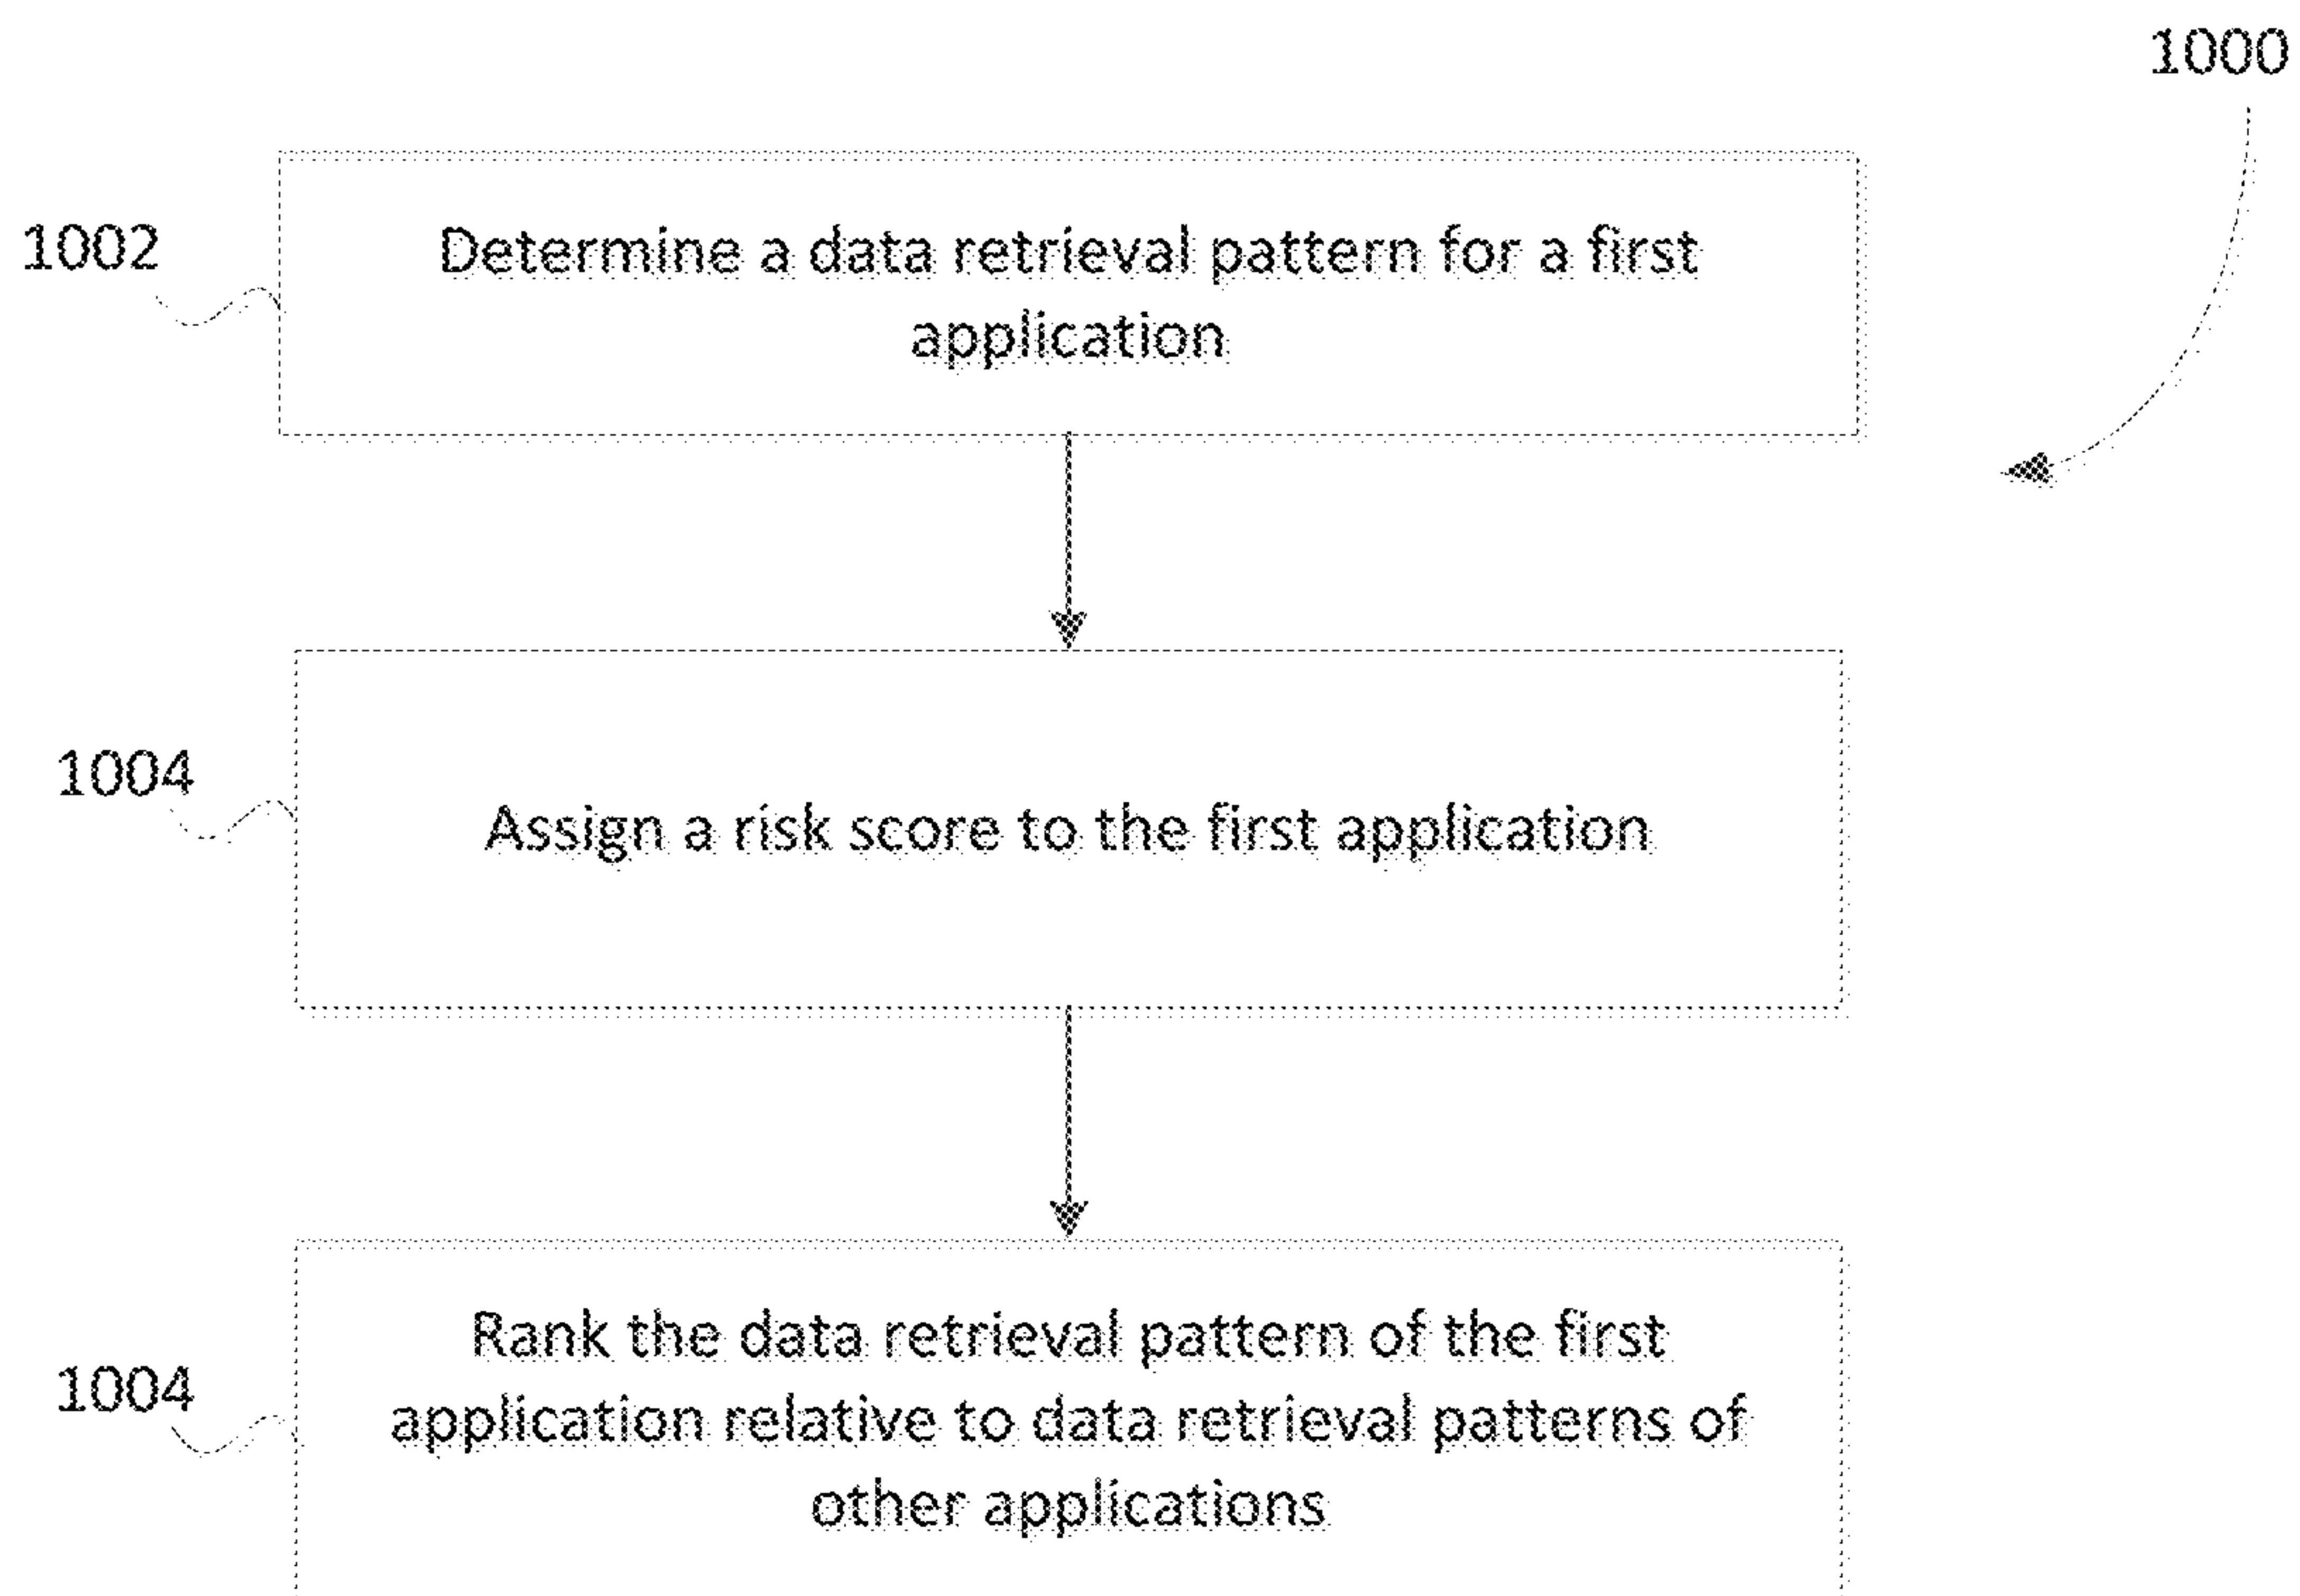 1000
1002
Determine a data retrieval pattern for a first
application
1004
Assign a risk score to the first application
1004
Rank the data retrieval pattern of the first
application relative to data retrieval patterns of
other applications